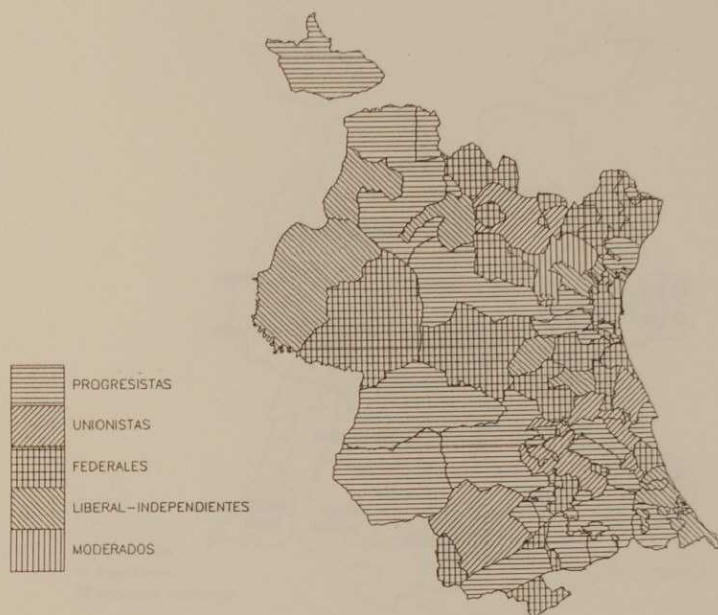 PROGRESISTAS
UNIONISTAS
FEDERALES
LIBERAL-INDEPENDIENTES
MODERADOS